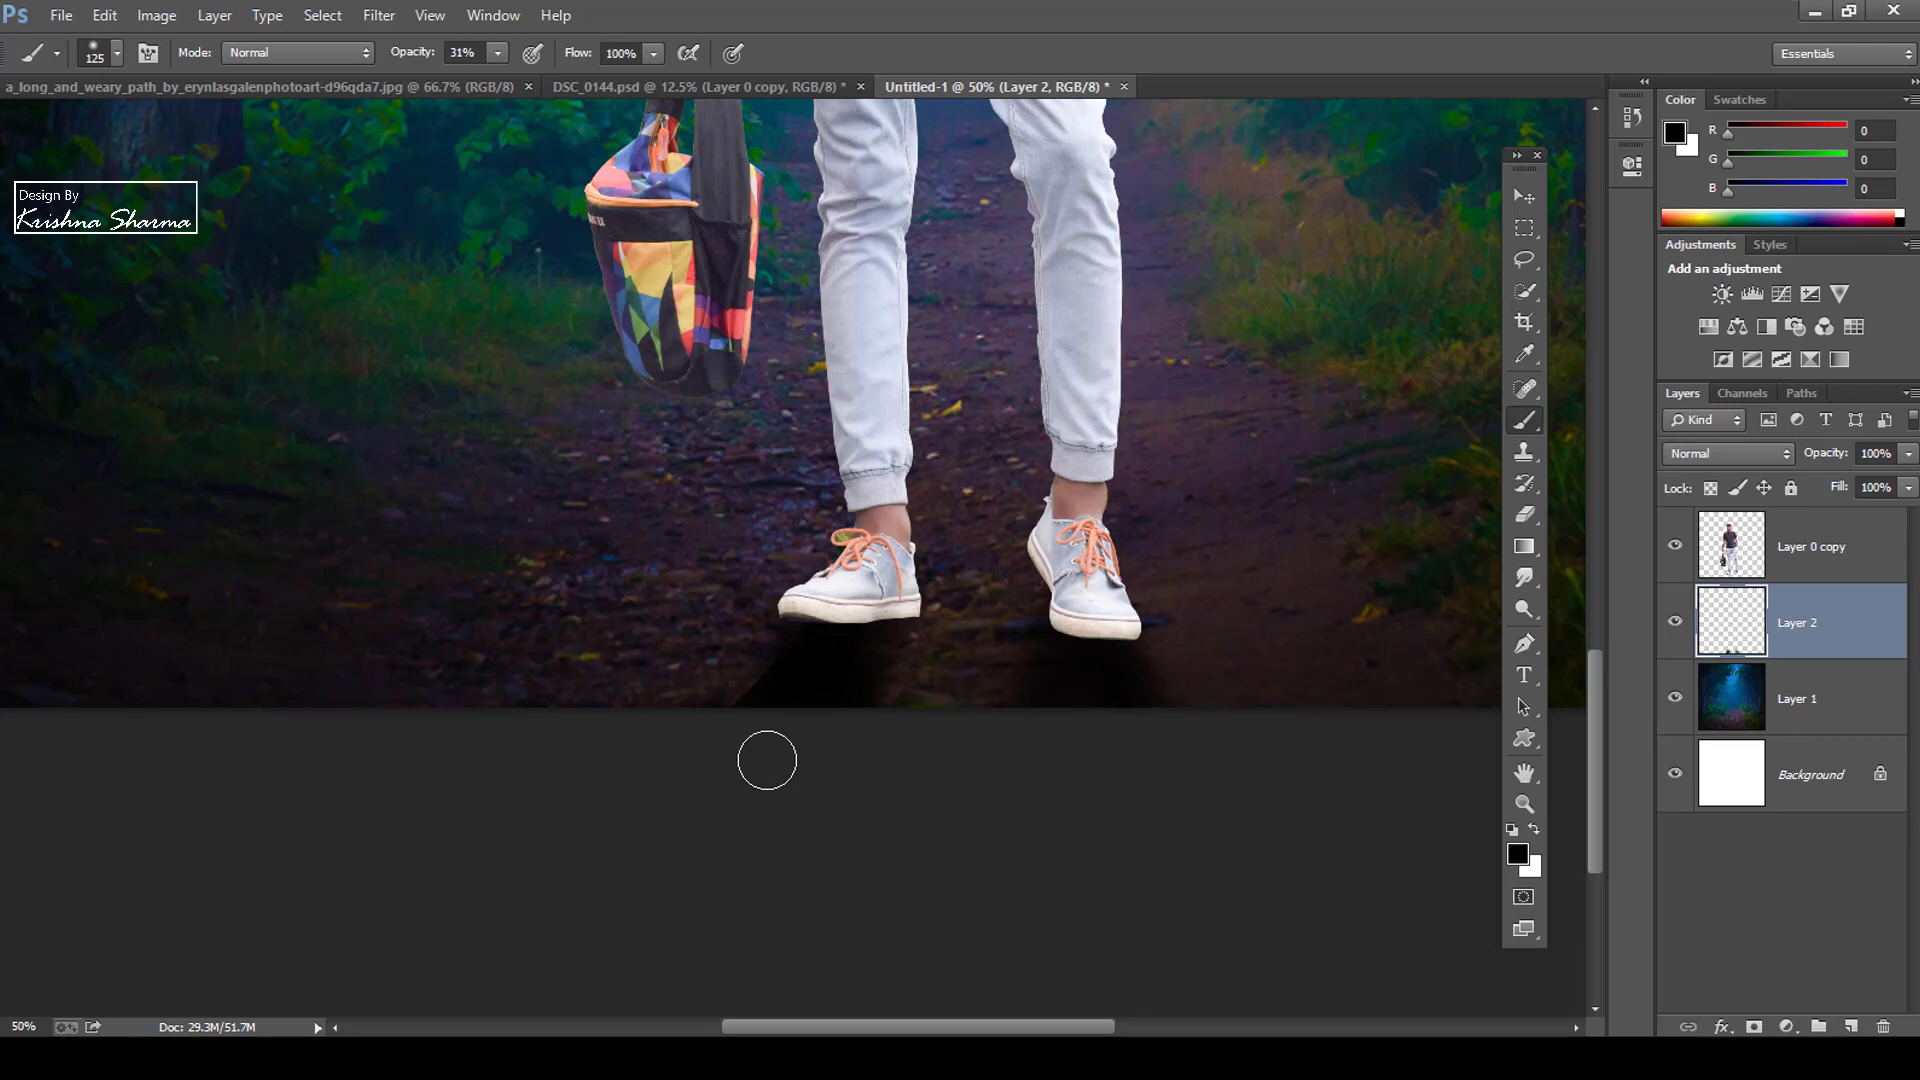 Ps File Edit Image Layer Type Select Filter View Window Help
125 Mode: Normal Opacity: 31% Flow: 100% Essentials
a_long_and_weary_path_by_erynlasgalenphotoart-d96qda7.jpg @ 66.7% (RGB/8) DSC_0144.psd @ 12.5% (Layer 0 copy, RGB/8) * Untitled-1 @ 50% (Layer 2, RGB/8) *
Color Swatches
R 0
G 0
B 0
Design By
Krishna Sharma
Adjustments Styles
Add an adjustment
Layers Channels Paths
Kind
Normal Opacity: 100%
Lock: Fill: 100%
Layer 0 copy
Layer 2
Layer 1
Background
50% Doc: 29.3M/51.7M